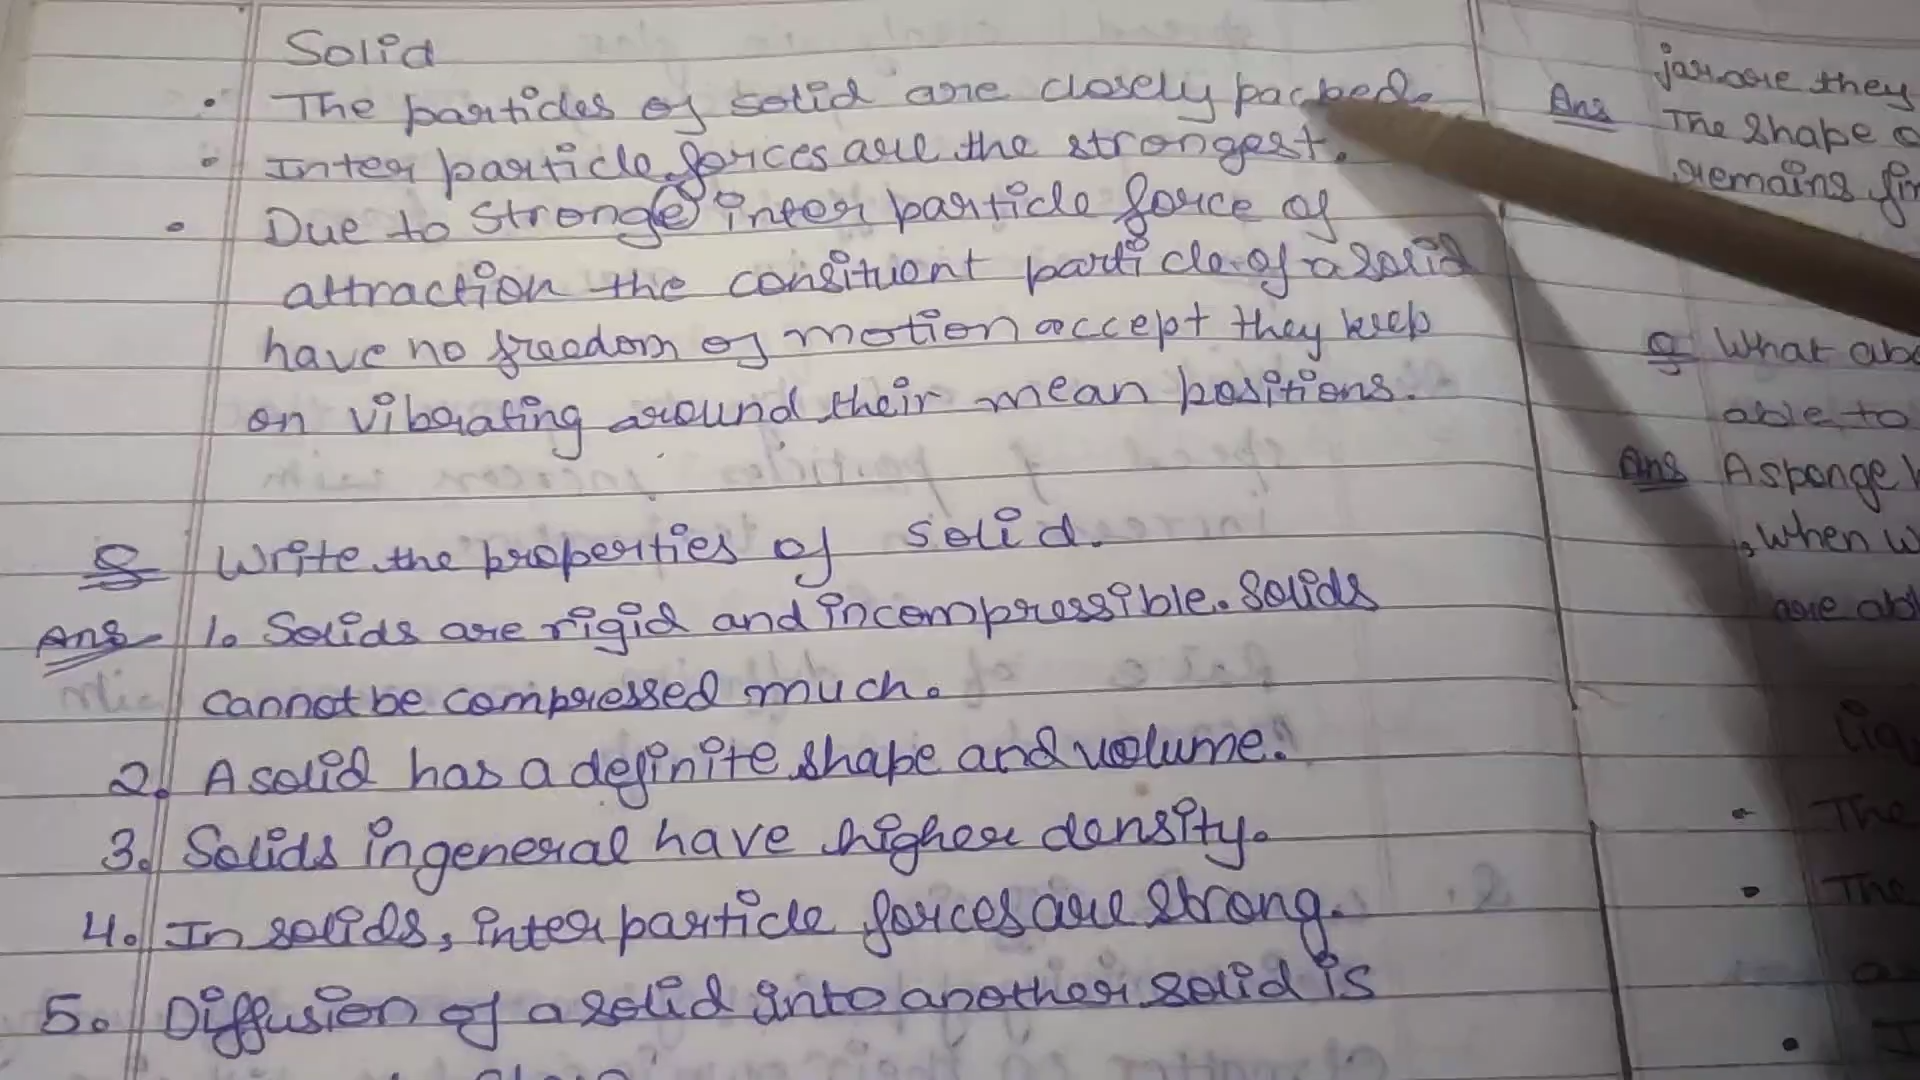 Solid
• The particles of solid are closely packed.
• Inter particle forces are the strongest.
• Due to Stronge inter particle force of
attraction the consituent particle of a solid
have no freedom of motion accept they keep
on vibrating around their mean positions.
Q Write the properties of solid.
Ans 1. Solids are rigid and incompressible. Solids
cannot be compressed much.
2. A solid has a definite shape and volume.
3. Solids in general have higher density.
4. In solids, inter particle forces are strong.
5. Diffusion of a solid into another solid is
jar are they
Ans The Shape
remains
Q What
able to
Ans A sponge
, when
are
The
The